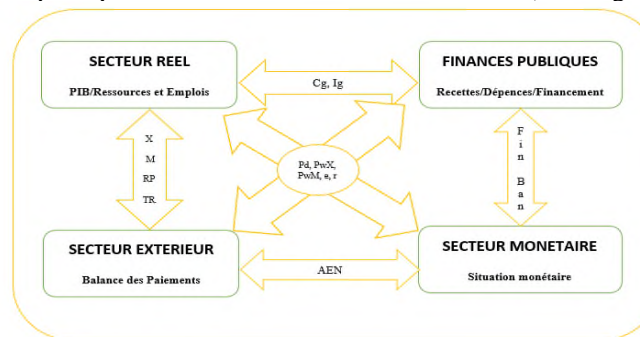 SECTEUR REEL
PIB/Ressources et Emplois
FINANCES PUBLIQUES
Recettes/Dépences/Financement
Cg, Ig
X
M
RP
TR
Pd, PwX,
PwM, e, r
F
i
n
B
a
n
SECTEUR EXTERIEUR
Balance des Paiements
AEN
SECTEUR MONETAIRE
Situation monétaire